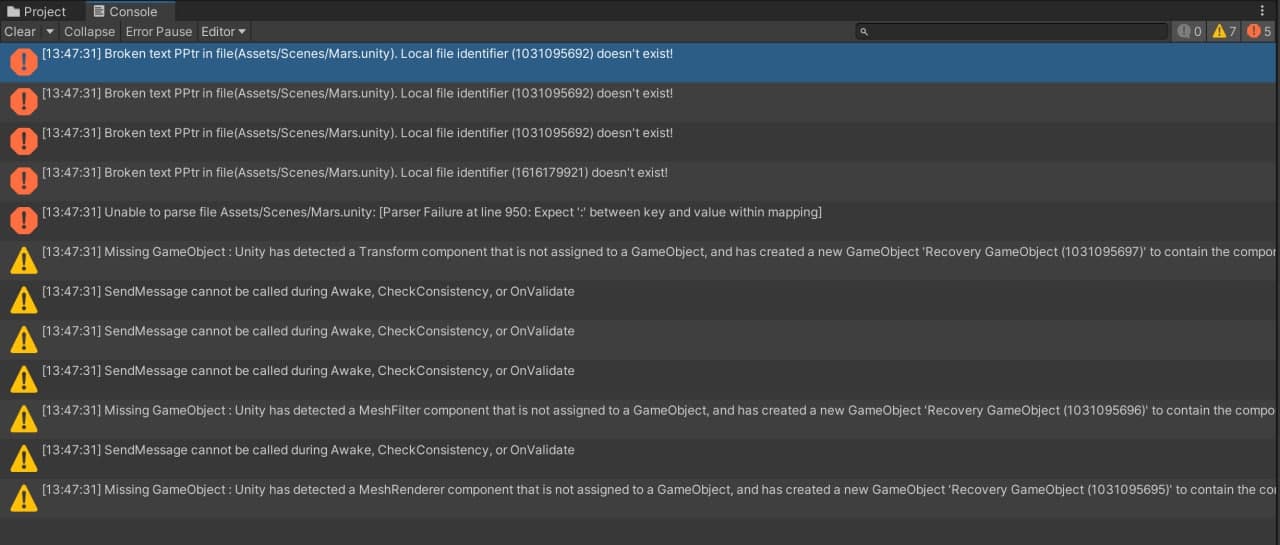 Project Console
Clear Collapse Error Pause Editor 0 7 5
[13:47:31] Broken text PPtr in file(Assets/Scenes/Mars.unity). Local file identifier (1031095692) doesn't exist!
[13:47:31] Broken text PPtr in file(Assets/Scenes/Mars.unity). Local file identifier (1031095692) doesn't exist!
[13:47:31] Broken text PPtr in file(Assets/Scenes/Mars.unity). Local file identifier (1031095692) doesn't exist!
[13:47:31] Broken text PPtr in file(Assets/Scenes/Mars.unity). Local file identifier (1616179921) doesn't exist!
[13:47:31] Unable to parse file Assets/Scenes/Mars.unity: [Parser Failure at line 950: Expect ':' between key and value within mapping]
[13:47:31] Missing GameObject : Unity has detected a Transform component that is not assigned to a GameObject, and has created a new GameObject 'Recovery GameObject (1031095697)' to contain the compor
[13:47:31] SendMessage cannot be called during Awake, CheckConsistency, or OnValidate
[13:47:31] SendMessage cannot be called during Awake, CheckConsistency, or OnValidate
[13:47:31] SendMessage cannot be called during Awake, CheckConsistency, or OnValidate
[13:47:31] Missing GameObject : Unity has detected a MeshFilter component that is not assigned to a GameObject, and has created a new GameObject 'Recovery GameObject (1031095696)' to contain the compo
[13:47:31] SendMessage cannot be called during Awake, CheckConsistency, or OnValidate
[13:47:31] Missing GameObject : Unity has detected a MeshRenderer component that is not assigned to a GameObject, and has created a new GameObject 'Recovery GameObject (1031095695)' to contain the co